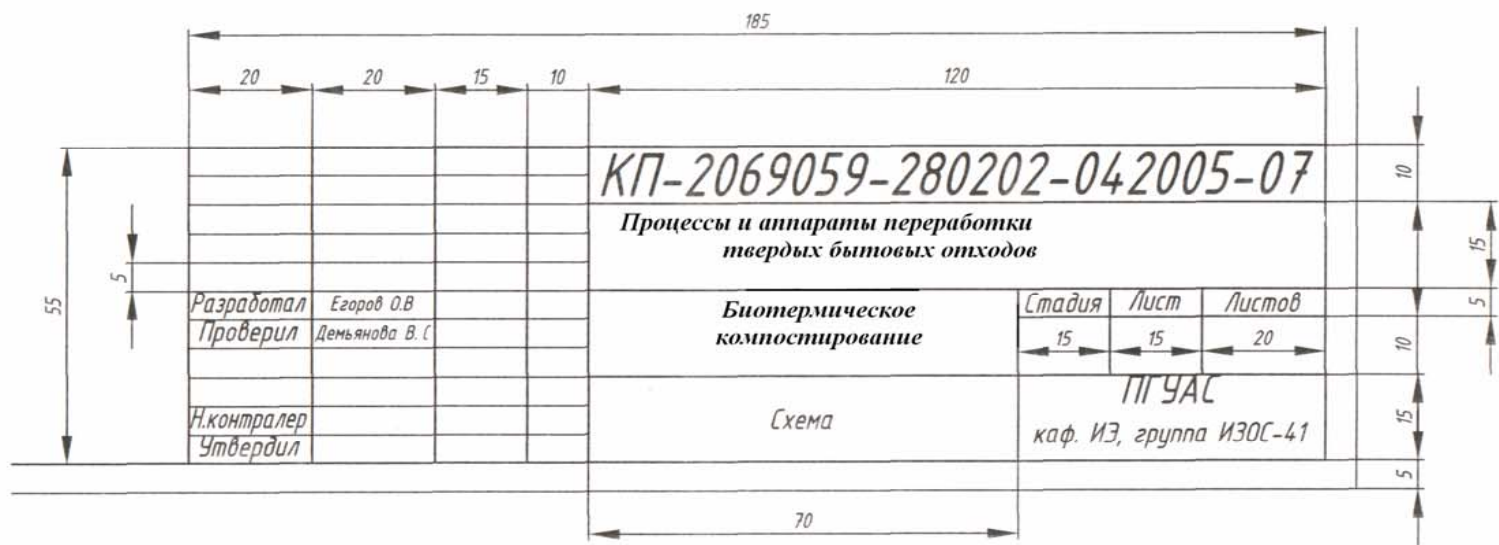 185
20 20 15 10 120
КП-2069059-280202-042005-07
10
Процессы и аппараты переработки
твердых бытовых отходов
15
5
55
Разработал Егоров О.В
Проверил Демьянова В. С
Биотермическое
компостирование
Стадия Лист Листов
5
15 15 20
10
Н.контралер
Утвердил
Схема
ПГУАС
каф. ИЭ, группа ИЗОС-41
15
5
70